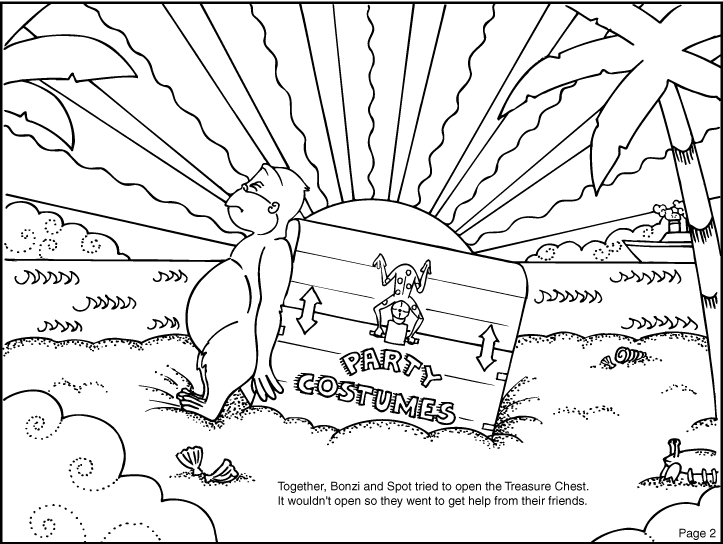 PARTY
COSTUMES
Together, Bonzi and Spot tried to open the Treasure Chest.
It wouldn't open so they went to get help from their friends.
Page 2